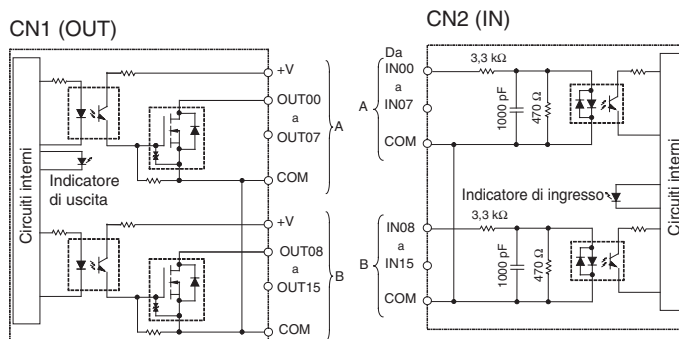 CN1 (OUT)
Circuiti interni
+V
OUT00
a
OUT07
COM
A
Indicatore
di uscita
+V
OUT08
a
OUT15
COM
B
CN2 (IN)
Da
IN00
a
IN07
COM
A
3,3 kΩ
1000 pF
470 Ω
Circuiti interni
Indicatore di ingresso
IN08
a
IN15
COM
B
3,3 kΩ
1000 pF
470 Ω